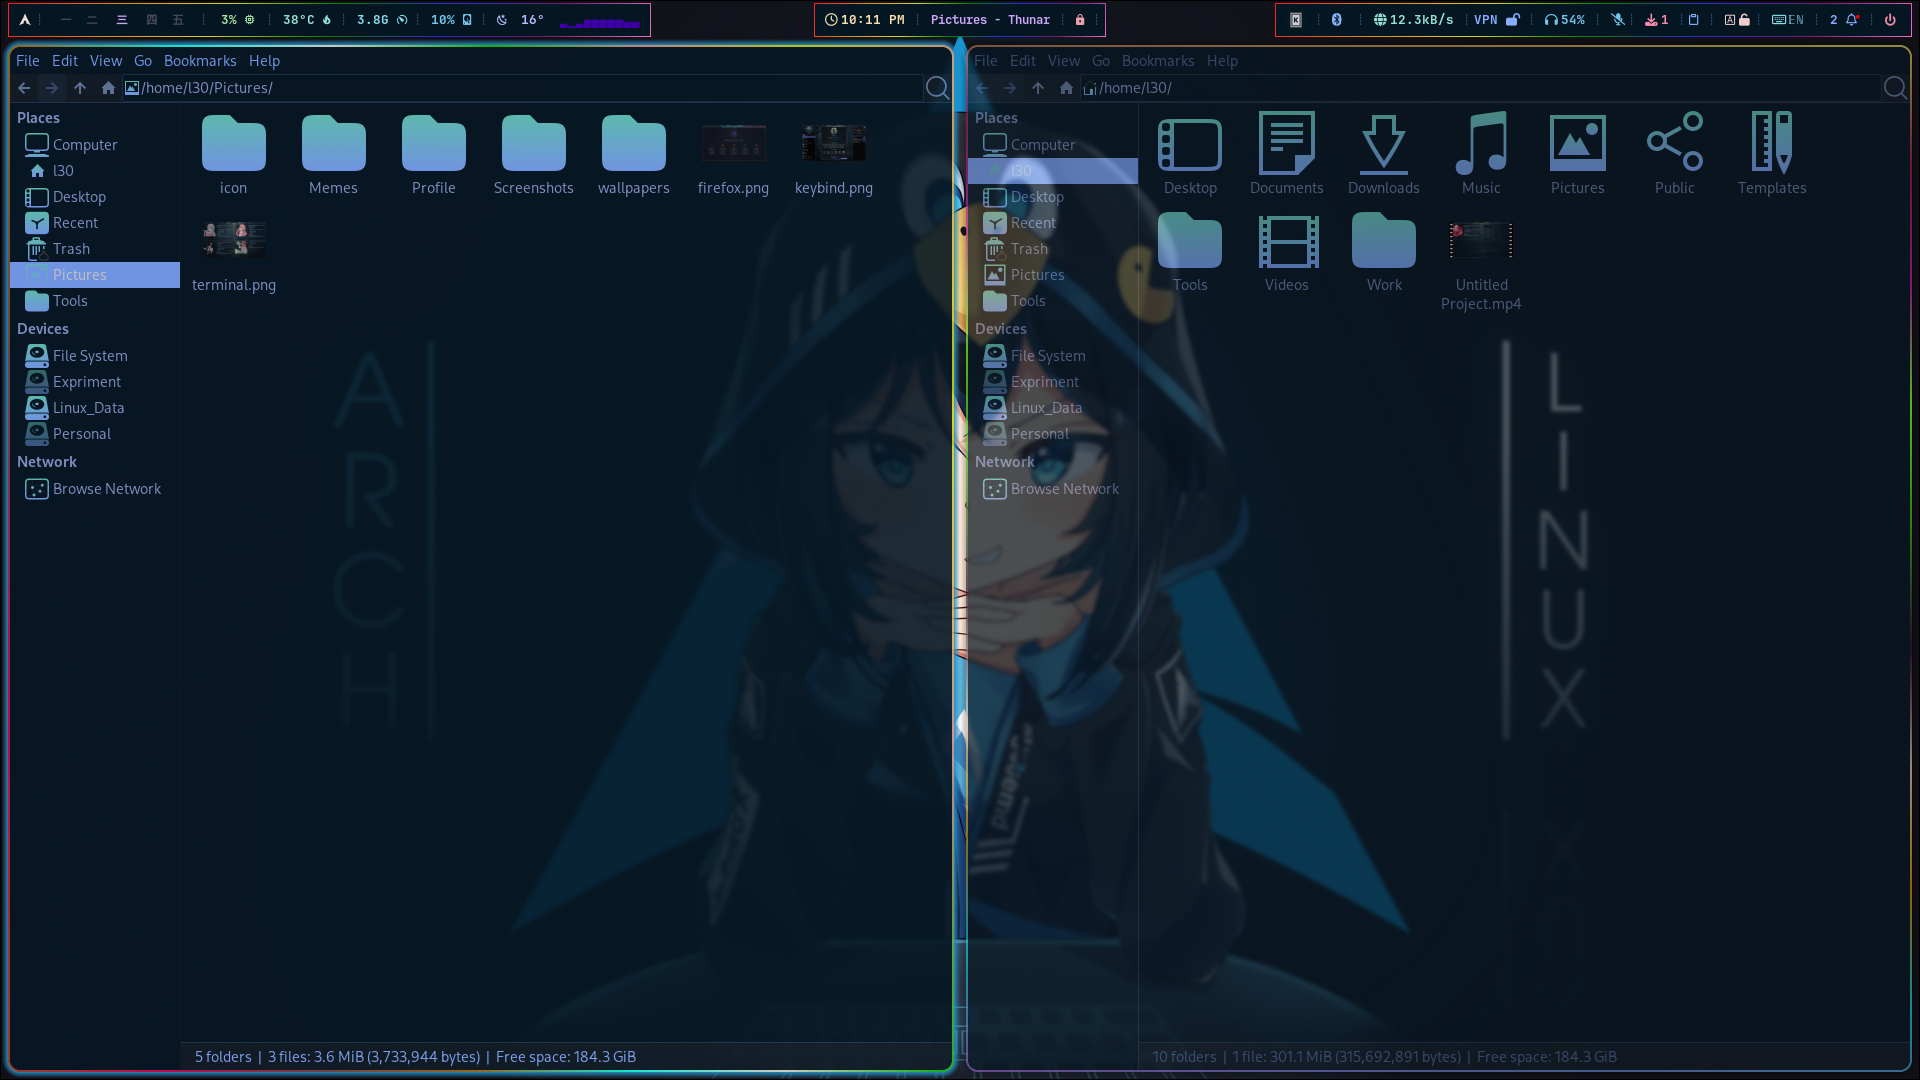 一 二 三 四 五
3%
38°C
3.8G
10%
16°
10:11 PM
Pictures - Thunar
K
12.3kB/s
VPN
54%
1
A
EN
2
File Edit View Go Bookmarks Help
/home/l30/Pictures/
Places
Computer
l30
Desktop
Recent
Trash
Pictures
Tools
Devices
File System
Expriment
Linux_Data
Personal
Network
Browse Network
icon
Memes
Profile
Screenshots
wallpapers
firefox.png
keybind.png
terminal.png
ARCH
5 folders | 3 files: 3.6 MiB (3,733,944 bytes) | Free space: 184.3 GiB
File Edit View Go Bookmarks Help
/home/l30/
Places
Computer
l30
Desktop
Recent
Trash
Pictures
Tools
Devices
File System
Expriment
Linux_Data
Personal
Network
Browse Network
Desktop
Documents
Downloads
Music
Pictures
Public
Templates
Tools
Videos
Work
Untitled
Project.mp4
LINUX
10 folders | 1 file: 301.1 MiB (315,692,891 bytes) | Free space: 184.3 GiB